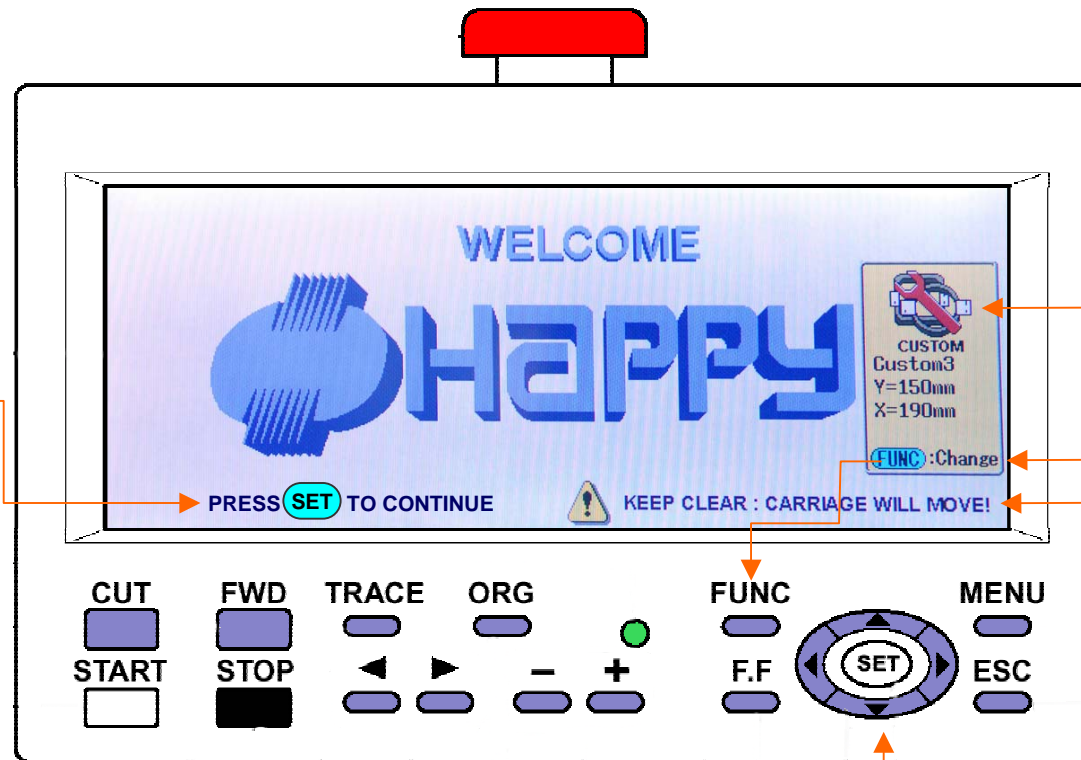 WELCOME
Happy
CUSTOM
Custom3
Y=150mm
X=190mm
FUNC :Change
PRESS SET TO CONTINUE
KEEP CLEAR : CARRIAGE WILL MOVE!
CUT FWD TRACE ORG FUNC MENU
START STOP − + F.F SET ESC